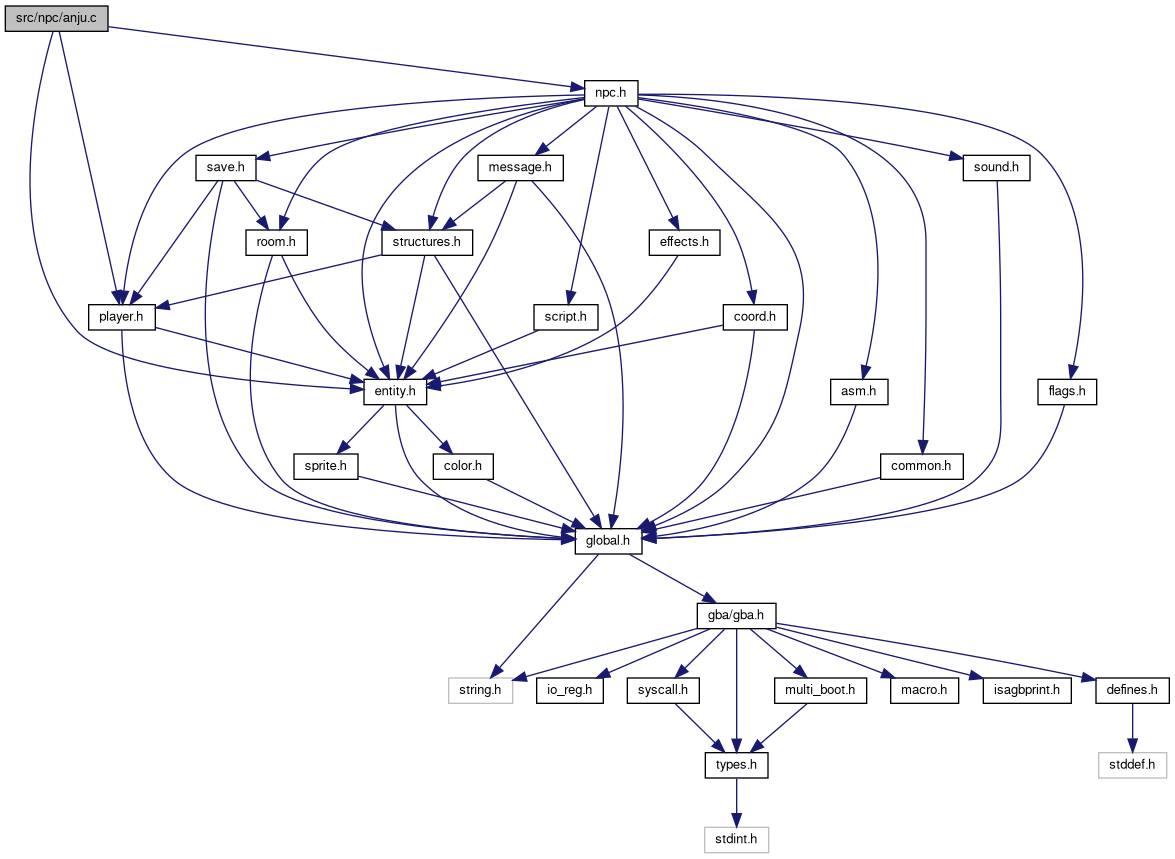 src/npc/anju.c
npc.h
save.h
message.h
sound.h
room.h
structures.h
effects.h
player.h
script.h
coord.h
entity.h
asm.h
flags.h
sprite.h
color.h
common.h
global.h
gba/gba.h
string.h
io_reg.h
syscall.h
multi_boot.h
macro.h
isagbprint.h
defines.h
types.h
stddef.h
stdint.h